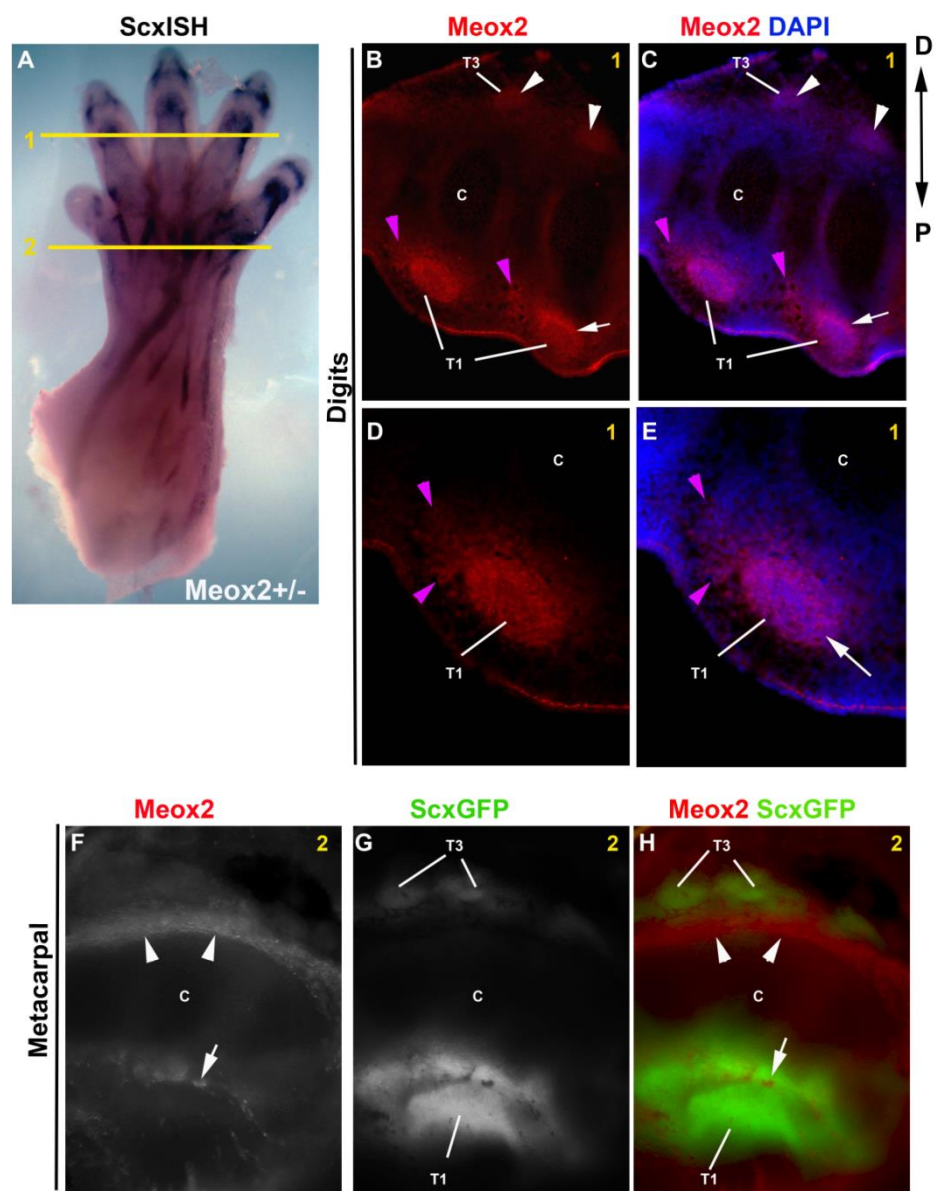 ScxISH
A
1
2
Meox2+/-
Digits
Meox2
B
1
T3
C
T1
Meox2 DAPI
C
1
T3
C
T1
D
P
D
1
C
T1
E
1
C
T1
Metacarpal
Meox2
F
2
C
ScxGFP
G
2
T3
C
T1
Meox2 ScxGFP
H
2
T3
C
T1